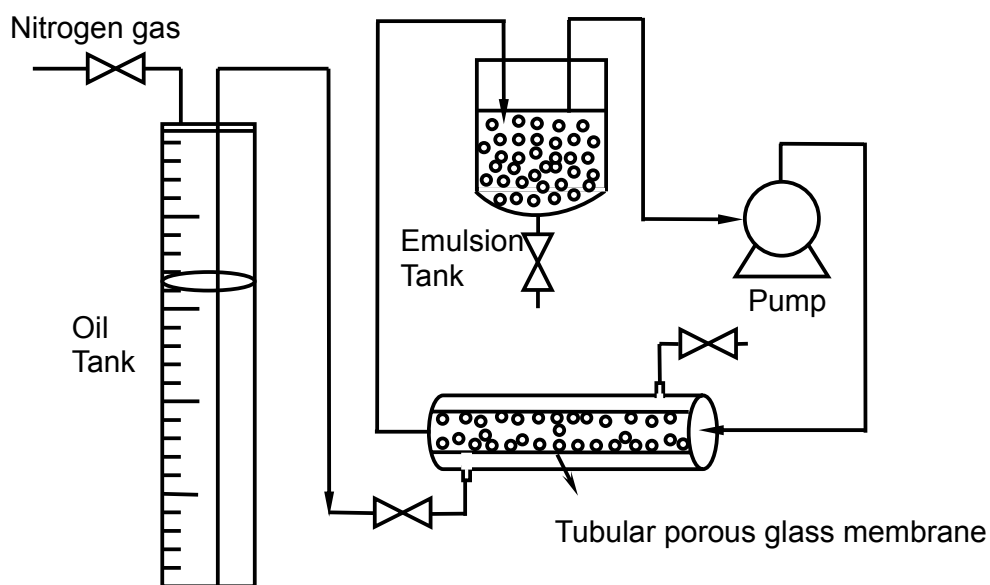 Nitrogen gas
Emulsion
Tank
Pump
Oil
Tank
Tubular porous glass membrane